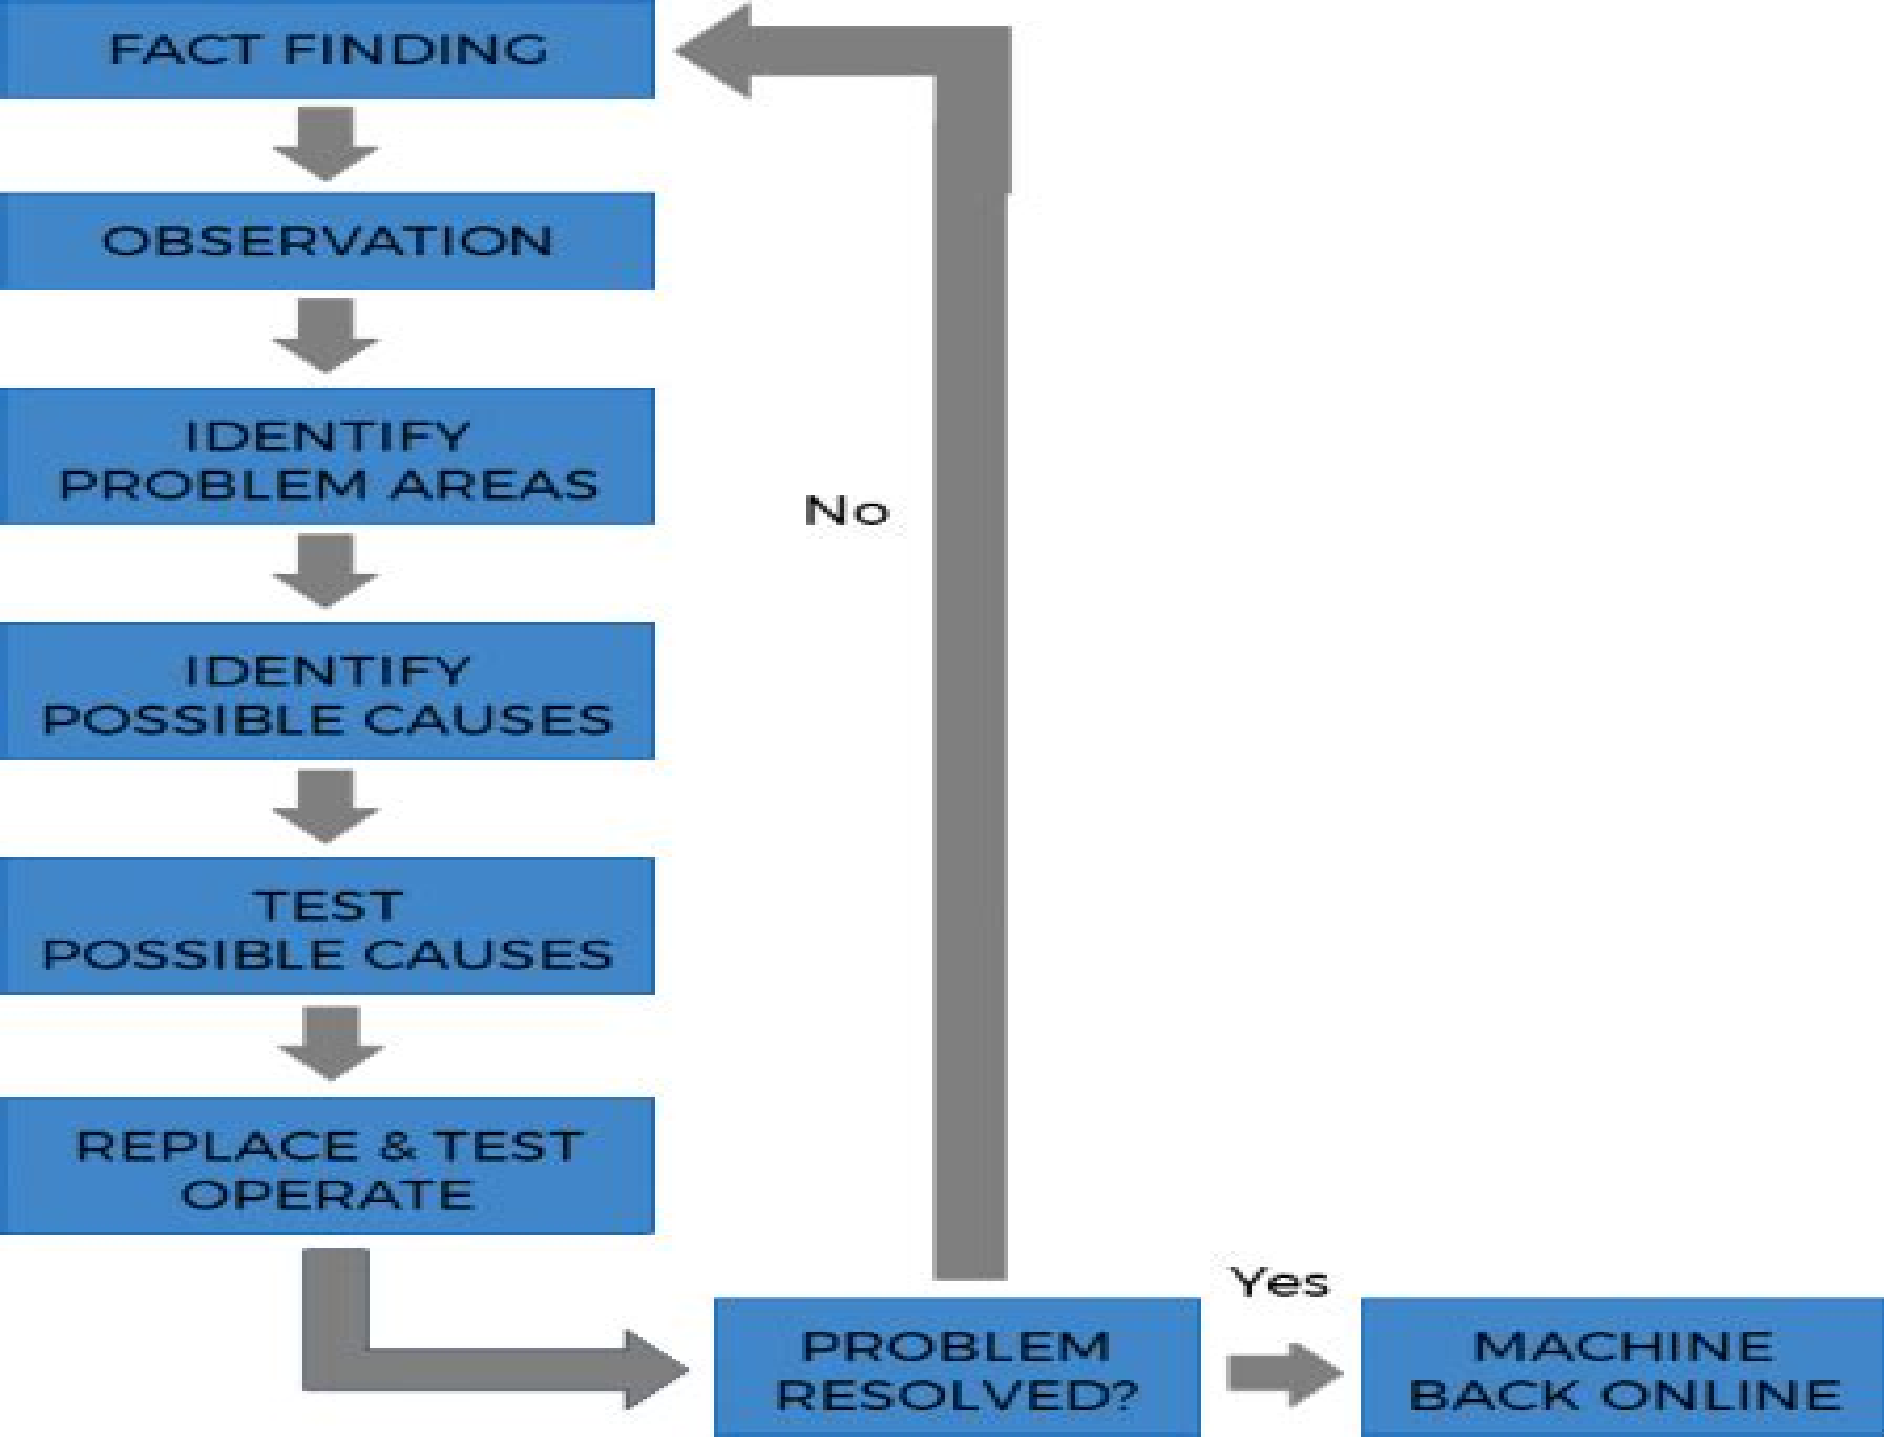 FACT FINDING
OBSERVATION
IDENTIFY
PROBLEM AREAS
IDENTIFY
POSSIBLE CAUSES
TEST
POSSIBLE CAUSES
REPLACE & TEST
OPERATE
No
PROBLEM
RESOLVED?
Yes
MACHINE
BACK ONLINE